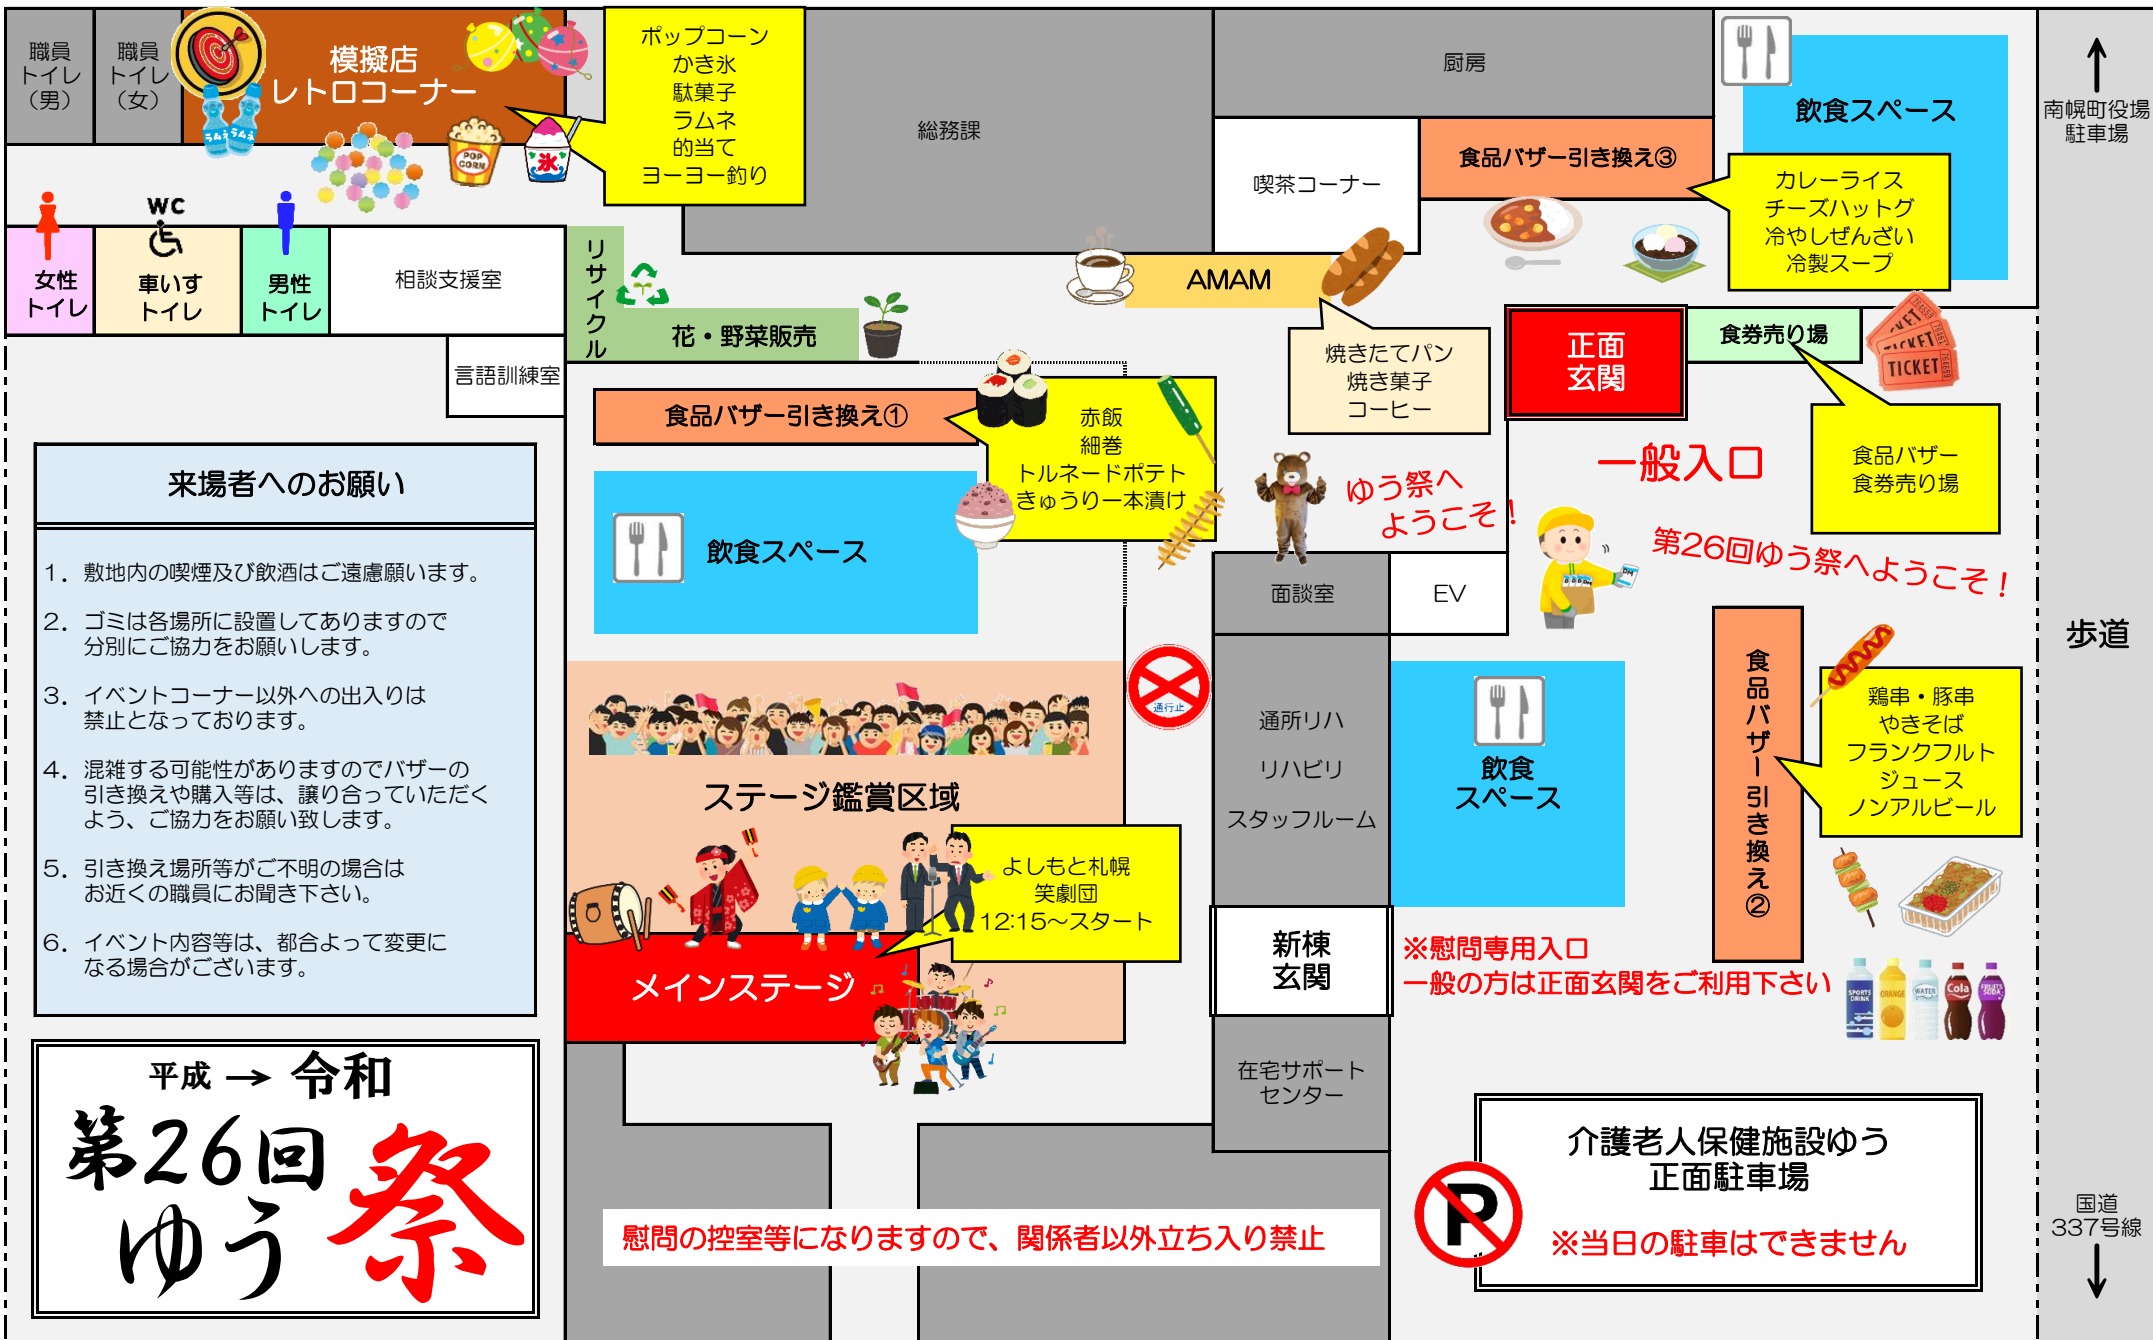 職員
トイレ
（男）
職員
トイレ
（女）
模擬店
レトロコーナー
ラムネ
ラムネ
POP
CORN
氷
ポップコーン
かき氷
駄菓子
ラムネ
的当て
ヨーヨー釣り
総務課
厨房
喫茶コーナー
食品バザー引き換え③
飲食スペース
カレーライス
チーズハットグ
冷やしぜんざい
冷製スープ
南幌町役場
駐車場
女性
トイレ
WC
車いす
トイレ
男性
トイレ
相談支援室
言語訓練室
リサイクル
花・野菜販売
AMAM
焼きたてパン
焼き菓子
コーヒー
正面
玄関
食券売り場
TICKET
TICKET
TICKET
食品バザー
食券売り場
食品バザー引き換え①
赤飯
細巻
トルネードポテト
きゅうり一本漬け
飲食スペース
ゆう祭へ
ようこそ！
一般入口
第26回ゆう祭へようこそ！
歩道
来場者へのお願い
1．敷地内の喫煙及び飲酒はご遠慮願います。
2．ゴミは各場所に設置してありますので
分別にご協力をお願いします。
3．イベントコーナー以外への出入りは
禁止となっております。
4．混雑する可能性がありますのでバザーの
引き換えや購入等は、譲り合っていただく
よう、ご協力をお願い致します。
5．引き換え場所等がご不明の場合は
お近くの職員にお聞き下さい。
6．イベント内容等は、都合よって変更に
なる場合がございます。
面談室
EV
通行止
通所リハ
リハビリ
スタッフルーム
飲食
スペース
食品バザー引き換え②
鶏串・豚串
やきそば
フランクフルト
ジュース
ノンアルビール
ステージ鑑賞区域
よしもと札幌
笑劇団
12:15～スタート
メインステージ
新棟
玄関
※慰問専用入口
一般の方は正面玄関をご利用下さい
SPORTS
DRINK
ORANGE
WATER
Cola
FRUITS
SODA
在宅サポート
センター
平成 → 令和
第26回
ゆう
祭
慰問の控室等になりますので、関係者以外立ち入り禁止
P
介護老人保健施設ゆう
正面駐車場
※当日の駐車はできません
国道
337号線